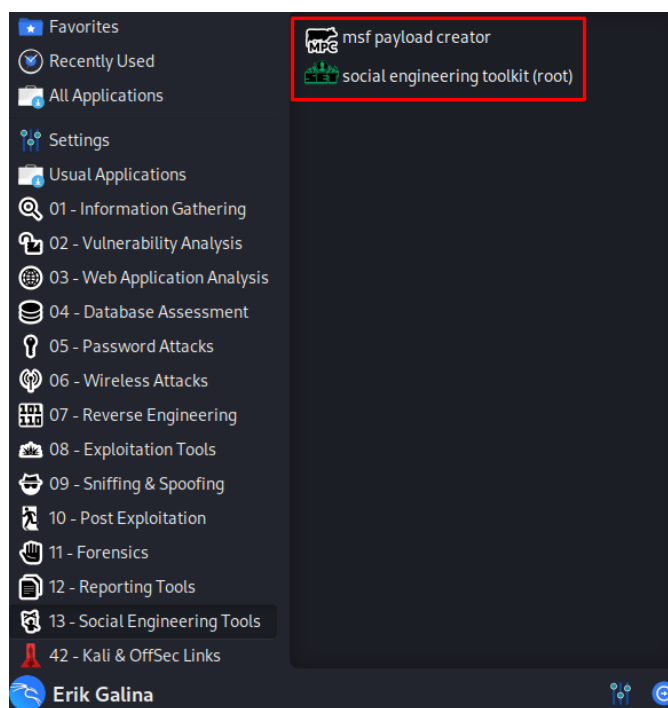 Favorites
Recently Used
All Applications
Settings
Usual Applications
01 - Information Gathering
02 - Vulnerability Analysis
03 - Web Application Analysis
04 - Database Assessment
05 - Password Attacks
06 - Wireless Attacks
07 - Reverse Engineering
08 - Exploitation Tools
09 - Sniffing & Spoofing
10 - Post Exploitation
11 - Forensics
12 - Reporting Tools
13 - Social Engineering Tools
42 - Kali & OffSec Links
Erik Galina
MPC msf payload creator
SET social engineering toolkit (root)